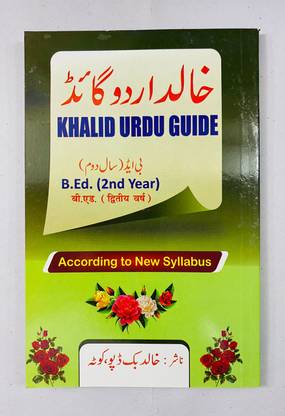 خالد اردو گائڈ
KHALID URDU GUIDE
بی ایڈ (سال دوم)
B.Ed. (2nd Year)
बी.एड. ( द्वितीय वर्ष )
According to New Syllabus
ناشر : خالد بک ڈپو، کوٹہ